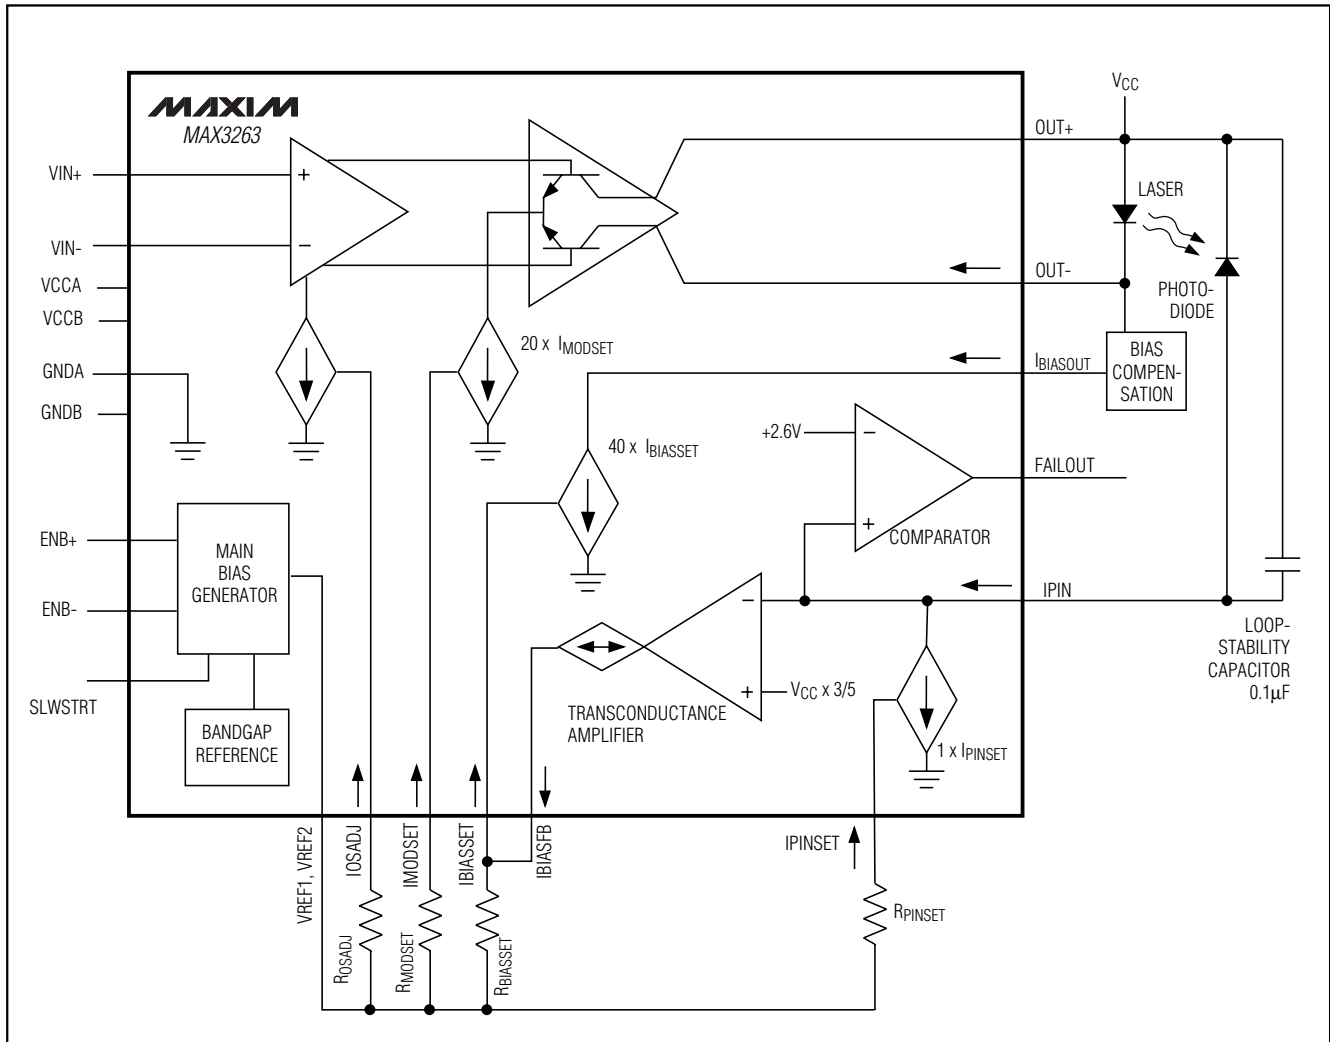 MAXIM
MAX3263
VCC
OUT+
VIN+
+
LASER
VIN-
−
OUT-
VCCA
PHOTO-
DIODE
VCCB
20 x IMODSET
BIAS
COMPEN-
SATION
IBIASOUT
GNDA
GNDB
+2.6V
−
40 x IBIASSET
FAILOUT
+
COMPARATOR
ENB+
MAIN
BIAS
GENERATOR
ENB-
IPIN
−
LOOP-
STABILITY
CAPACITOR
0.1µF
SLWSTRT
+
VCC x 3/5
TRANSCONDUCTANCE
AMPLIFIER
BANDGAP
REFERENCE
1 x IPINSET
VREF1, VREF2
IOSADJ
IMODSET
IBIASSET
IBIASFB
IPINSET
ROSADJ
RMODSET
RBIASSET
RPINSET